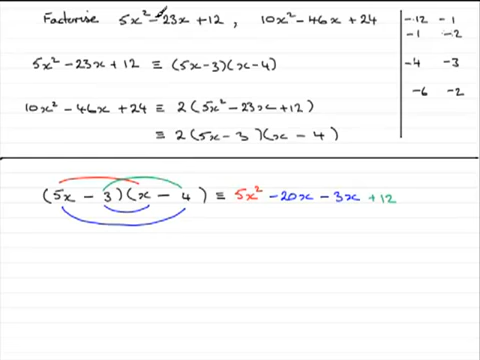 Factorise 5x² - 23x + 12 , 10x² - 46x + 24
-12 -1
-1 -2
5x² - 23x + 12 ≡ (5x - 3)(x - 4)
-4 -3
-6 -2
10x² - 46x + 24 ≡ 2(5x² - 23x + 12)
≡ 2(5x - 3)(x - 4)
(5x - 3)(x - 4) ≡ 5x² - 20x - 3x + 12